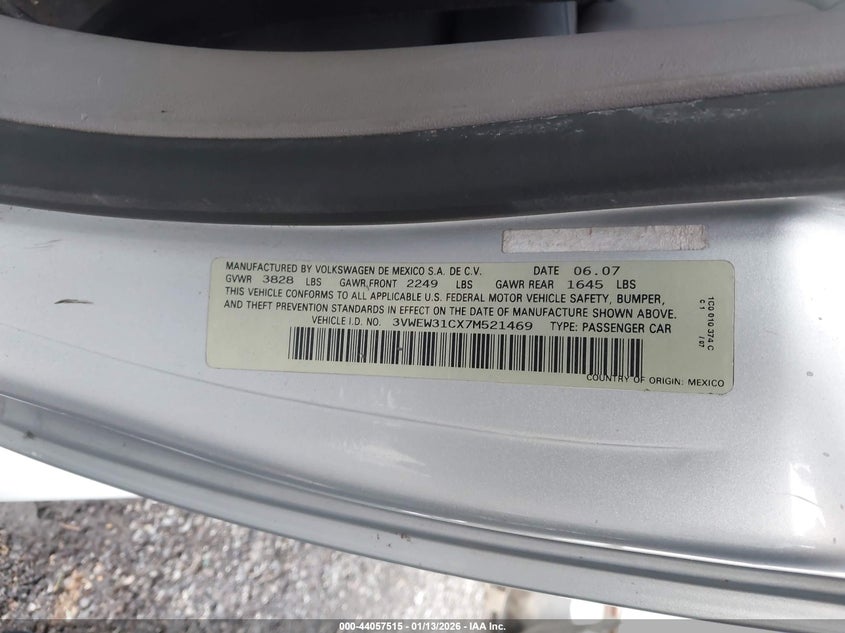 MANUFACTURED BY VOLKSWAGEN DE MEXICO S.A. DE C.V. DATE 06.07
GVWR 3828 LBS GAWR FRONT 2249 LBS GAWR REAR 1645 LBS
THIS VEHICLE CONFORMS TO ALL APPLICABLE U.S. FEDERAL MOTOR VEHICLE SAFETY, BUMPER,
AND THEFT PREVENTION STANDARDS IN EFFECT ON THE DATE OF MANUFACTURE SHOWN ABOVE.
VEHICLE I.D. NO. 3VWEW31CX7M521469 TYPE: PASSENGER CAR
COUNTRY OF ORIGIN: MEXICO
1C0 010 374 C
000-44057515 - 01/13/2026 - IAA Inc.